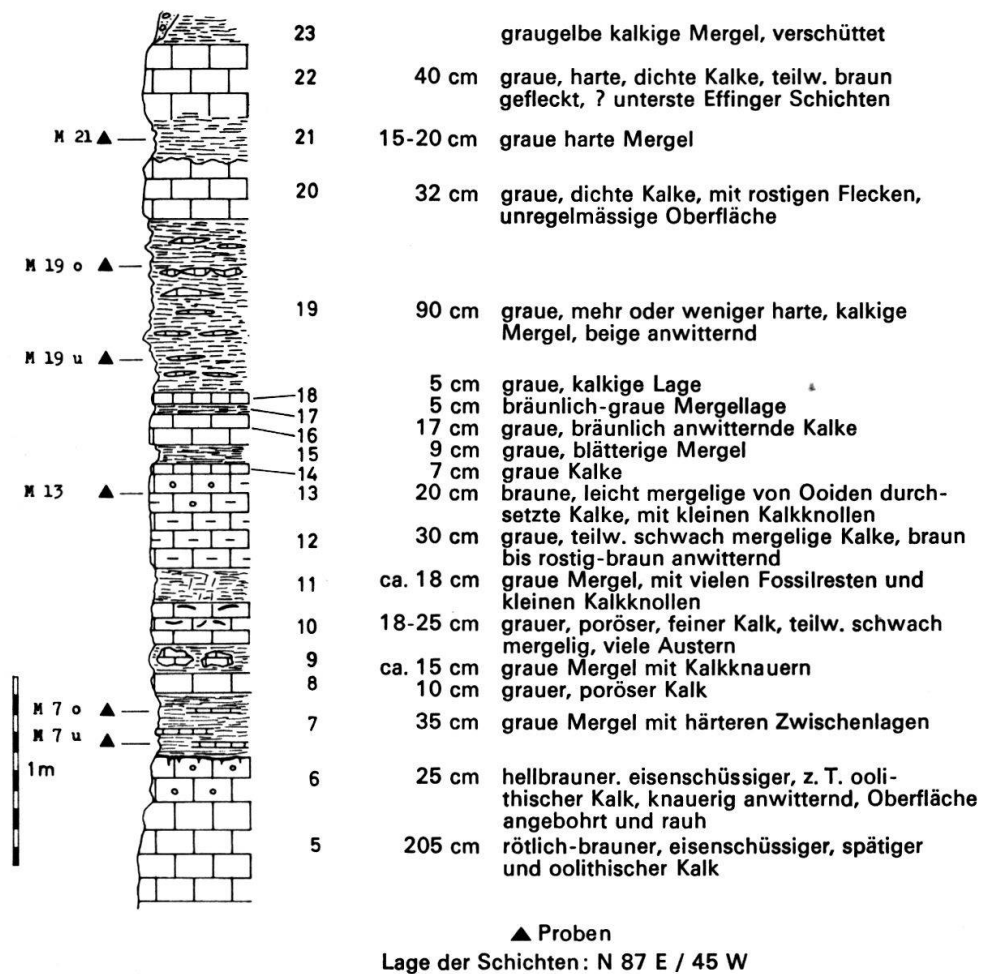 23 graugelbe kalkige Mergel, verschüttet
22 40 cm graue, harte, dichte Kalke, teilw. braun
gefleckt, ? unterste Effinger Schichten
M 21 ▲ 21 15-20 cm graue harte Mergel
20 32 cm graue, dichte Kalke, mit rostigen Flecken,
unregelmässige Oberfläche
M 19 o ▲
19 90 cm graue, mehr oder weniger harte, kalkige
Mergel, beige anwitternd
M 19 u ▲
18 5 cm graue, kalkige Lage
17 5 cm bräunlich-graue Mergellage
16 17 cm graue, bräunlich anwitternde Kalke
15 9 cm graue, blätterige Mergel
14 7 cm graue Kalke
M 13 ▲ 13 20 cm braune, leicht mergelige von Ooiden durch-
setzte Kalke, mit kleinen Kalkknollen
12 30 cm graue, teilw. schwach mergelige Kalke, braun
bis rostig-braun anwitternd
11 ca. 18 cm graue Mergel, mit vielen Fossilresten und
kleinen Kalkknollen
10 18-25 cm grauer, poröser, feiner Kalk, teilw. schwach
mergelig, viele Austern
9 ca. 15 cm graue Mergel mit Kalkknauern
8 10 cm grauer, poröser Kalk
M 7 o ▲
7 35 cm graue Mergel mit härteren Zwischenlagen
M 7 u ▲
1m
6 25 cm hellbrauner. eisenschüssiger, z. T. ooli-
thischer Kalk, knauerig anwitternd, Oberfläche
angebohrt und rauh
5 205 cm rötlich-brauner, eisenschüssiger, spätiger
und oolithischer Kalk
▲ Proben
Lage der Schichten: N 87 E / 45 W